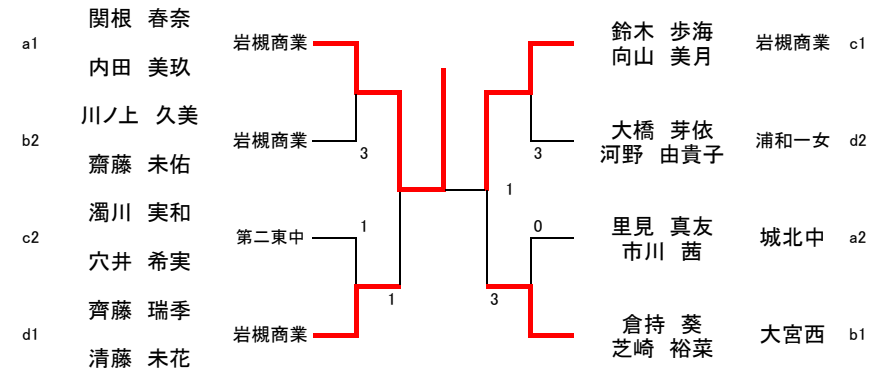 関根 春奈
a1
岩槻商業
内田 美玖
川ノ上 久美
b2
岩槻商業
3
齋藤 未佑
濁川 実和
c2
第二東中
1
穴井 希実
1
齊藤 瑞季
d1
岩槻商業
清藤 未花
鈴木 歩海
向山 美月
岩槻商業
c1
大橋 芽依
河野 由貴子
浦和一女
d2
3
1
0
里見 真友
市川 茜
城北中
a2
3
倉持 葵
芝崎 裕菜
大宮西
b1